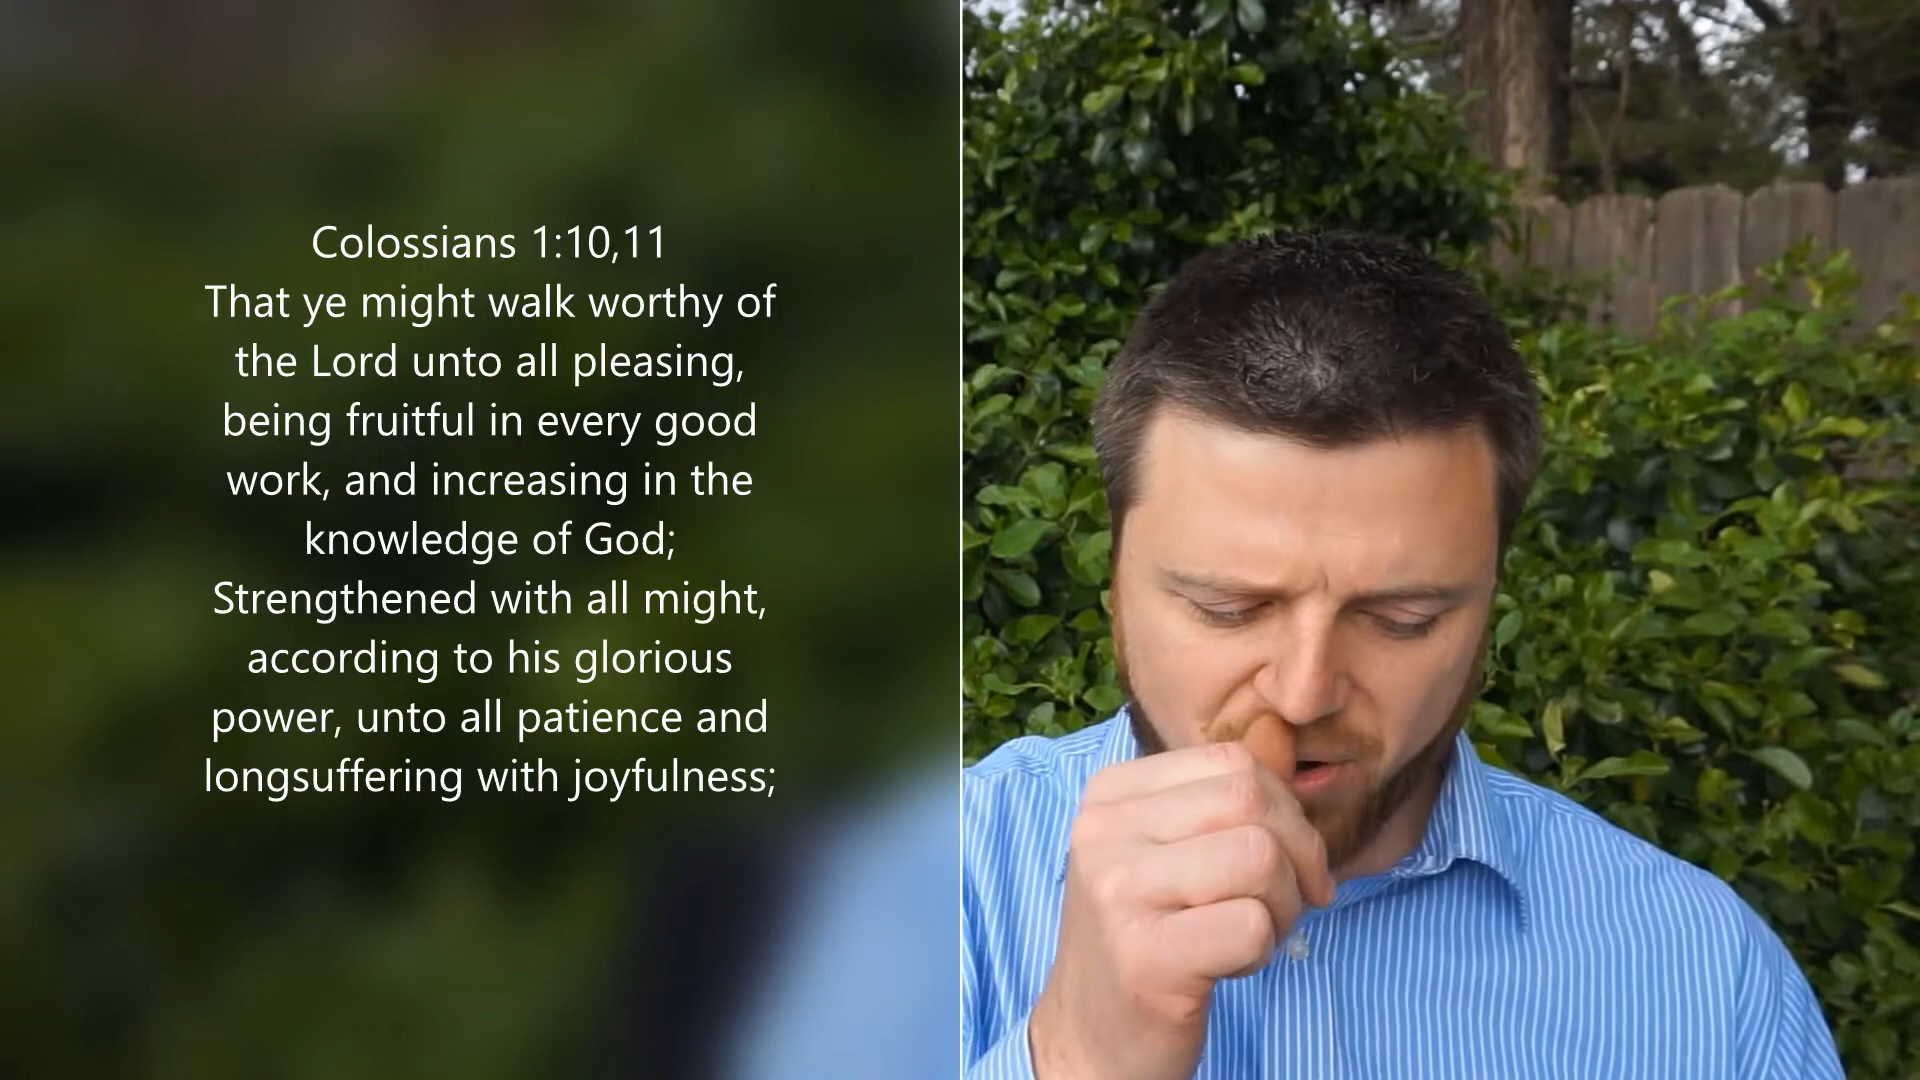 Colossians 1:10,11
That ye might walk worthy of
the Lord unto all pleasing,
being fruitful in every good
work, and increasing in the
knowledge of God;
Strengthened with all might,
according to his glorious
power, unto all patience and
longsuffering with joyfulness;